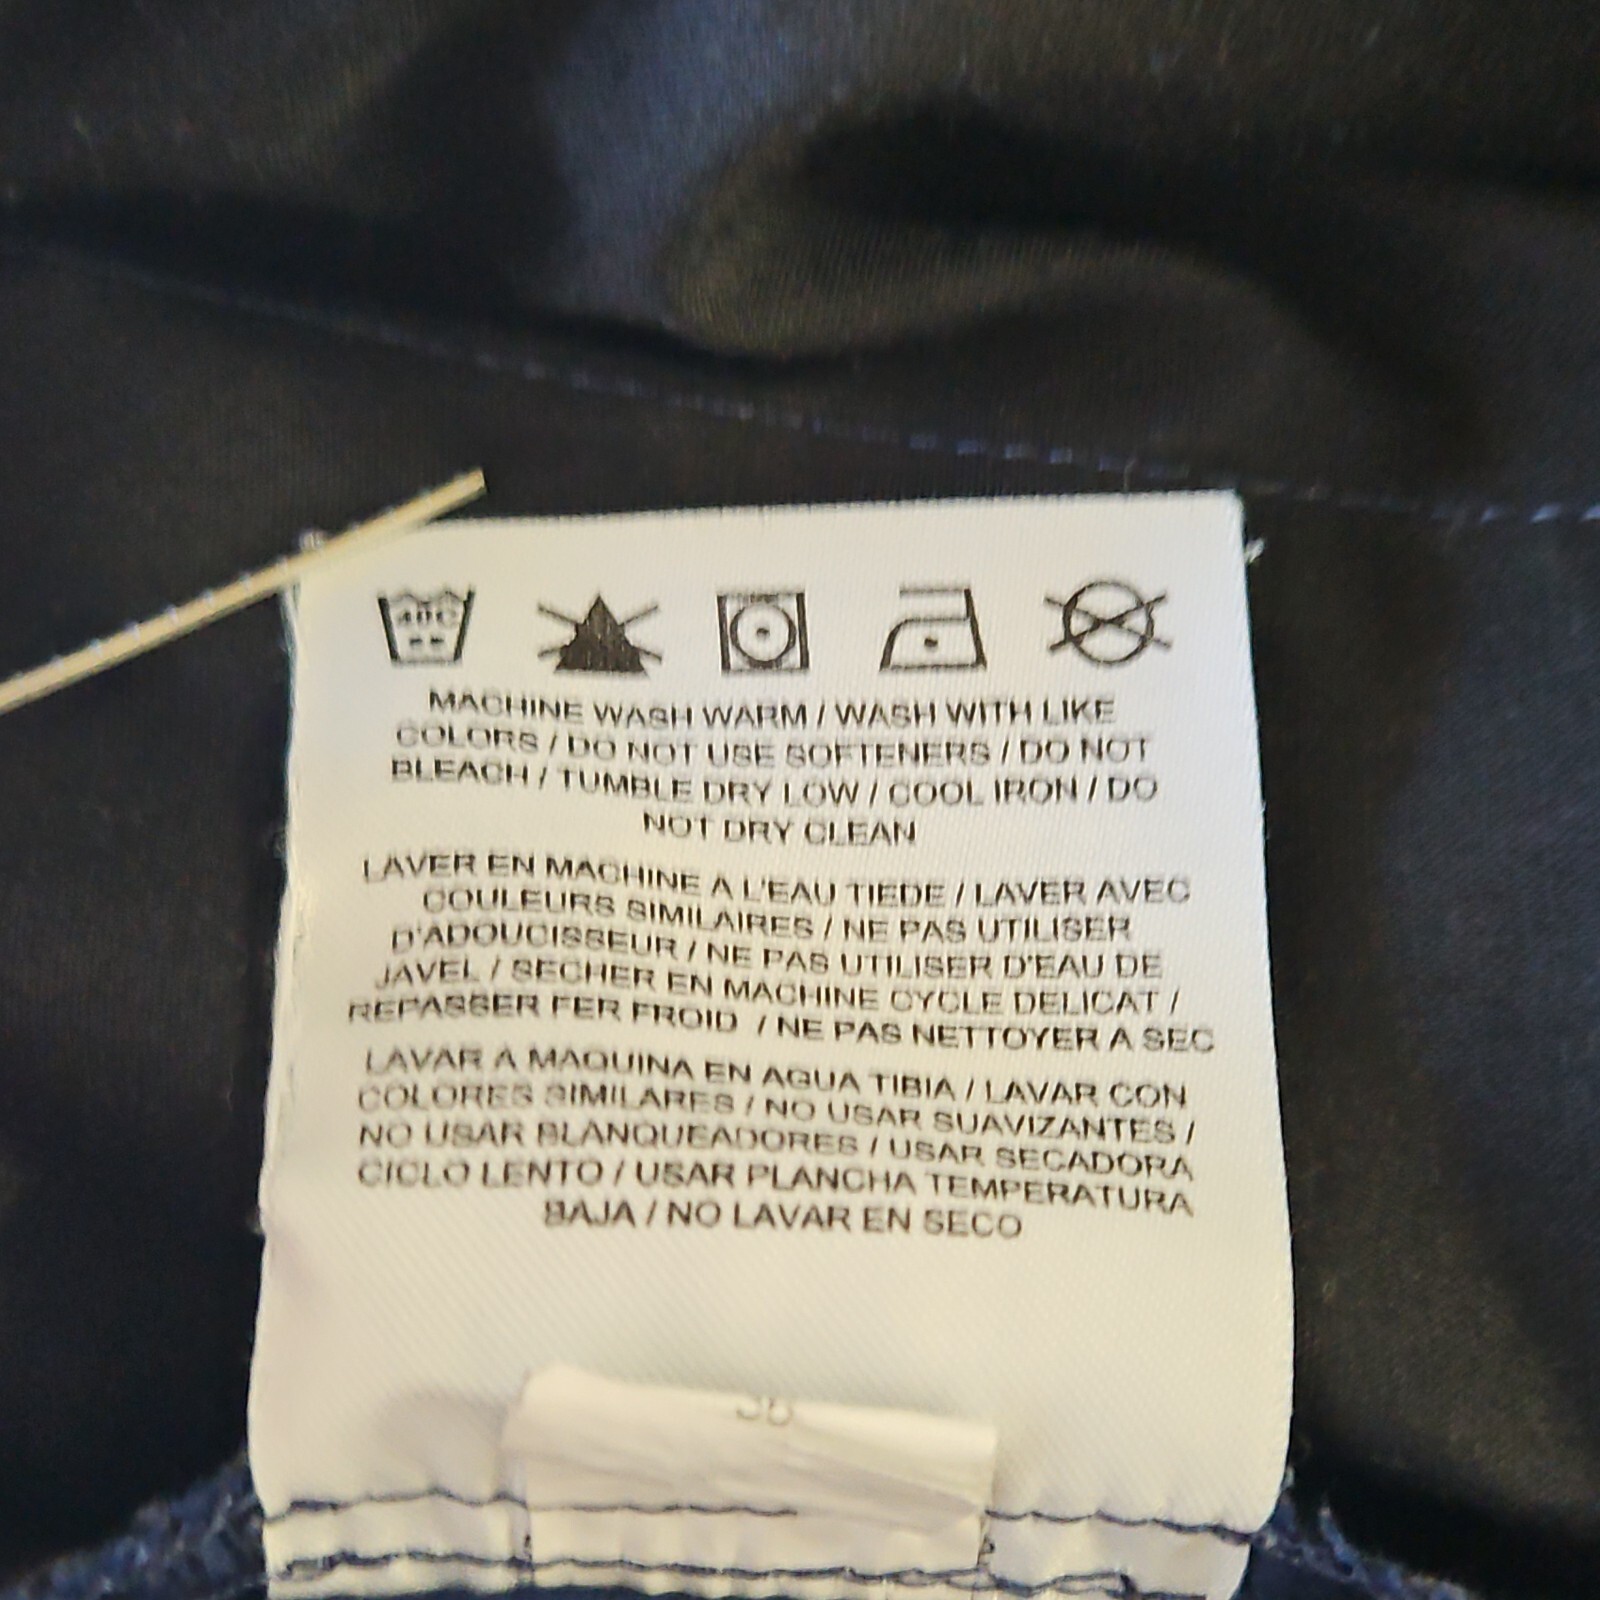 40C
MACHINE WASH WARM / WASH WITH LIKE
COLORS / DO NOT USE SOFTENERS / DO NOT
BLEACH / TUMBLE DRY LOW / COOL IRON / DO
NOT DRY CLEAN
LAVER EN MACHINE A L'EAU TIEDE / LAVER AVEC
COULEURS SIMILAIRES / NE PAS UTILISER
D'ADOUCISSEUR / NE PAS UTILISER D'EAU DE
JAVEL / SECHER EN MACHINE CYCLE DELICAT /
REPASSER FER FROID / NE PAS NETTOYER A SEC
LAVAR A MAQUINA EN AGUA TIBIA / LAVAR CON
COLORES SIMILARES / NO USAR SUAVIZANTES /
NO USAR BLANQUEADORES / USAR SECADORA
CICLO LENTO / USAR PLANCHA TEMPERATURA
BAJA / NO LAVAR EN SECO